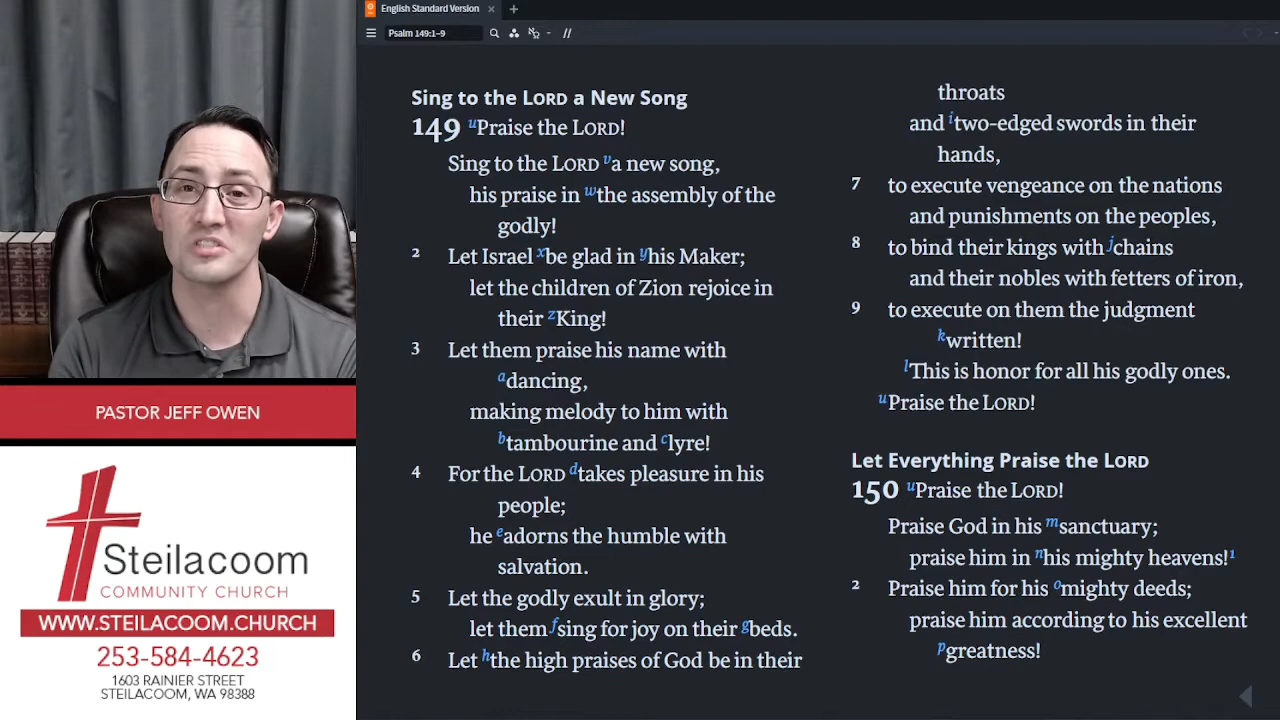 English Standard Version
Psalm 149:1–9
PASTOR JEFF OWEN
Steilacoom
COMMUNITY CHURCH
WWW.STEILACOOM.CHURCH
253-584-4623
1603 RAINIER STREET
STEILACOOM, WA 98388
Sing to the LORD a New Song
149 uPraise the LORD!
Sing to the LORD va new song,
his praise in wthe assembly of the
godly!
2 Let Israel xbe glad in yhis Maker;
let the children of Zion rejoice in
their zKing!
3 Let them praise his name with
adancing,
making melody to him with
btambourine and clyre!
4 For the LORD dtakes pleasure in his
people;
he eadorns the humble with
salvation.
5 Let the godly exult in glory;
let them fsing for joy on their gbeds.
6 Let hthe high praises of God be in their
throats
and itwo-edged swords in their
hands,
7 to execute vengeance on the nations
and punishments on the peoples,
8 to bind their kings with jchains
and their nobles with fetters of iron,
9 to execute on them the judgment
kwritten!
lThis is honor for all his godly ones.
uPraise the LORD!
Let Everything Praise the LORD
150 uPraise the LORD!
Praise God in his msanctuary;
praise him in nhis mighty heavens!1
2 Praise him for his omighty deeds;
praise him according to his excellent
pgreatness!